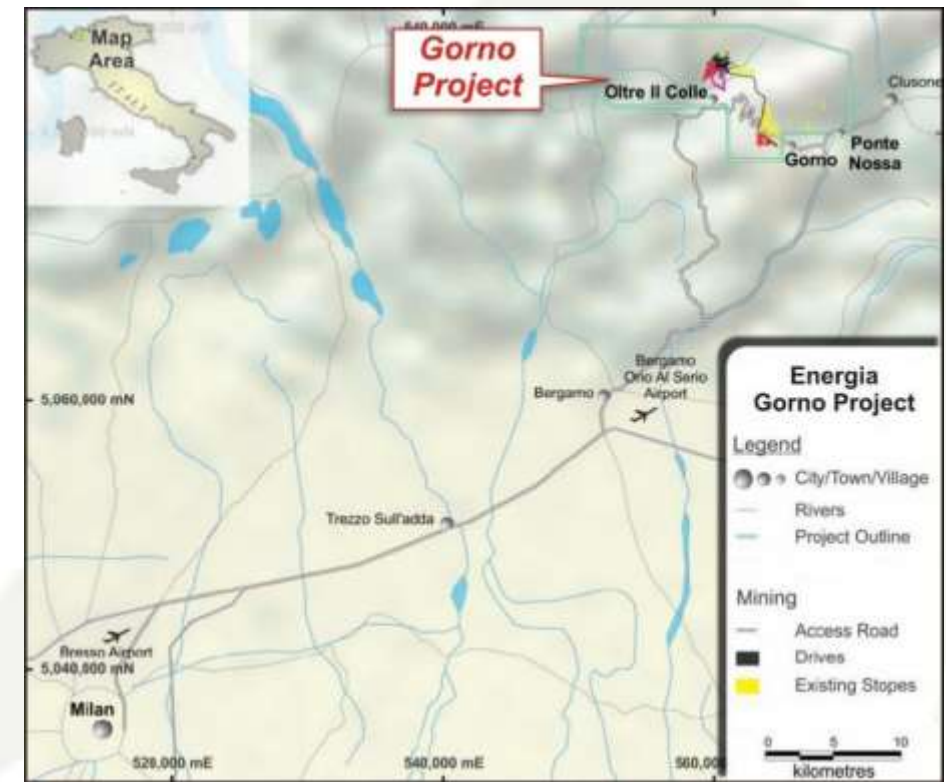 Map
Area
ITALY
540,000 mE
Gorno
Project
Oltre Il Colle
Clusone
Gorno
Ponte
Nossa
5,060,000 mN
Bergamo
Bergamo
Orio Al Serio
Airport
Trezzo Sull'adda
Bresso Airport
5,040,000 mN
Milan
520,000 mE
540,000 mE
560,00
Energia
Gorno Project
Legend
City/Town/Village
Rivers
Project Outline
Mining
Access Road
Drives
Existing Stopes
0 5 10
kilometres